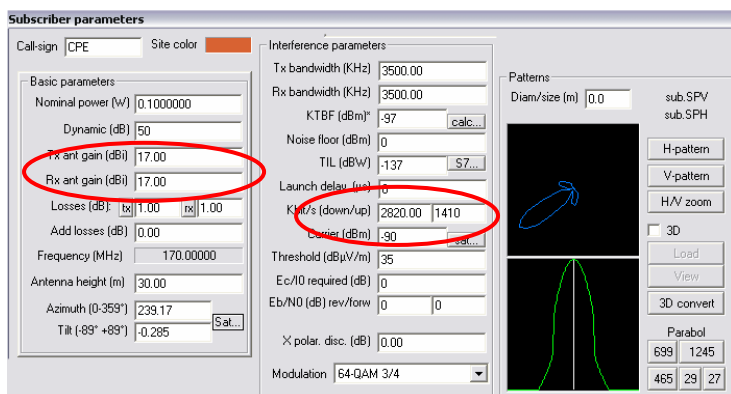 Subscriber parameters
Call-sign CPE Site color
Basic parameters
Nominal power (W) 0.1000000
Dynamic (dB) 50
Tx ant gain (dBi) 17.00
Rx ant gain (dBi) 17.00
Losses (dB): tx 1.00 rx 1.00
Add losses (dB) 0.00
Frequency (MHz) 170.00000
Antenna height (m) 30.00
Azimuth (0-359°) 239.17
Tilt (-89° +89°) -0.285
Sat...
Interference parameters
Tx bandwidth (KHz) 3500.00
Rx bandwidth (KHz) 3500.00
KTBF (dBm)* -97 calc...
Noise floor (dBm) 0
TIL (dBW) -137 S7...
Launch delay (µs) 0
Kbit/s (down/up) 2820.00 1410
Carrier (dBm) -90 cal...
Threshold (dBµV/m) 35
Ec/I0 required (dB) 0
Eb/N0 (dB) rev/forw 0 0
X polar. disc. (dB) 0.00
Modulation 64-QAM 3/4
Patterns
Diam/size (m) 0.0
sub.SPV
sub.SPH
H-pattern
V-pattern
H/V zoom
3D
Load
View
3D convert
Parabol
699 1245
465 29 27